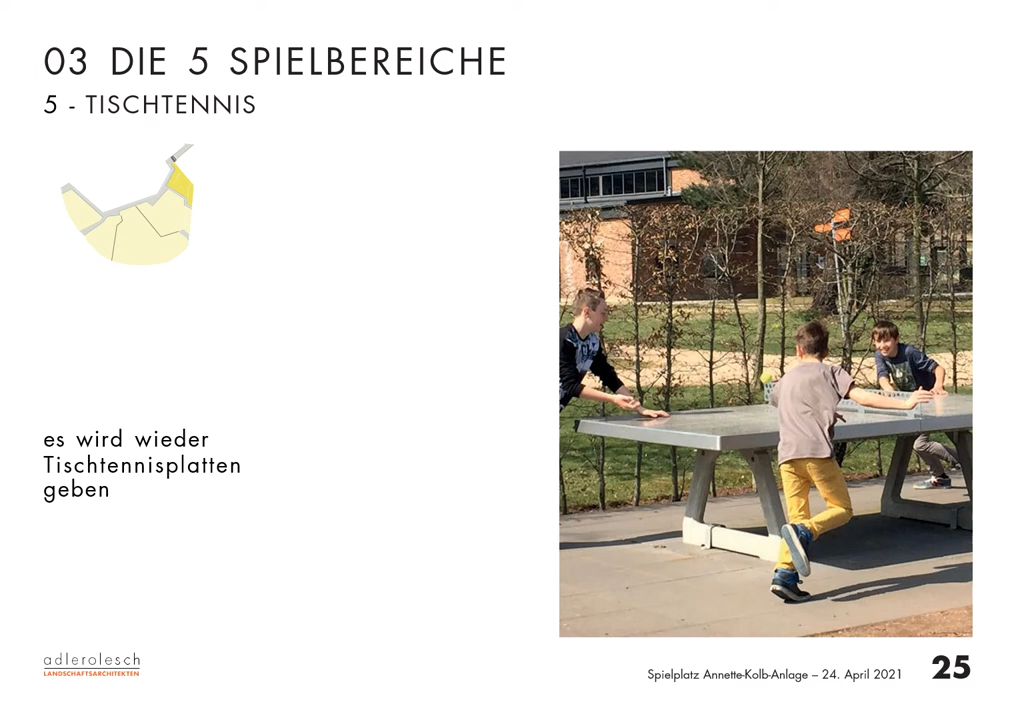 03 DIE 5 SPIELBEREICHE
5 - TISCHTENNIS
es wird wieder
Tischtennisplatten
geben
adlerolesch
LANDSCHAFTSARCHITEKTEN
Spielplatz Annette-Kolb-Anlage – 24. April 2021 25